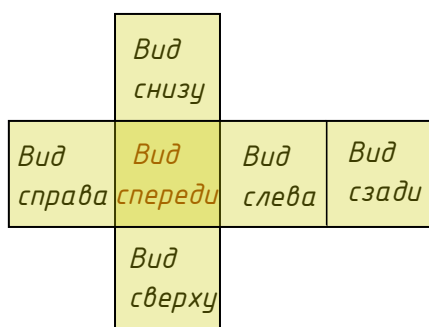 Вид
снизу
Вид
справа
Вид
спереди
Вид
слева
Вид
сзади
Вид
сверху